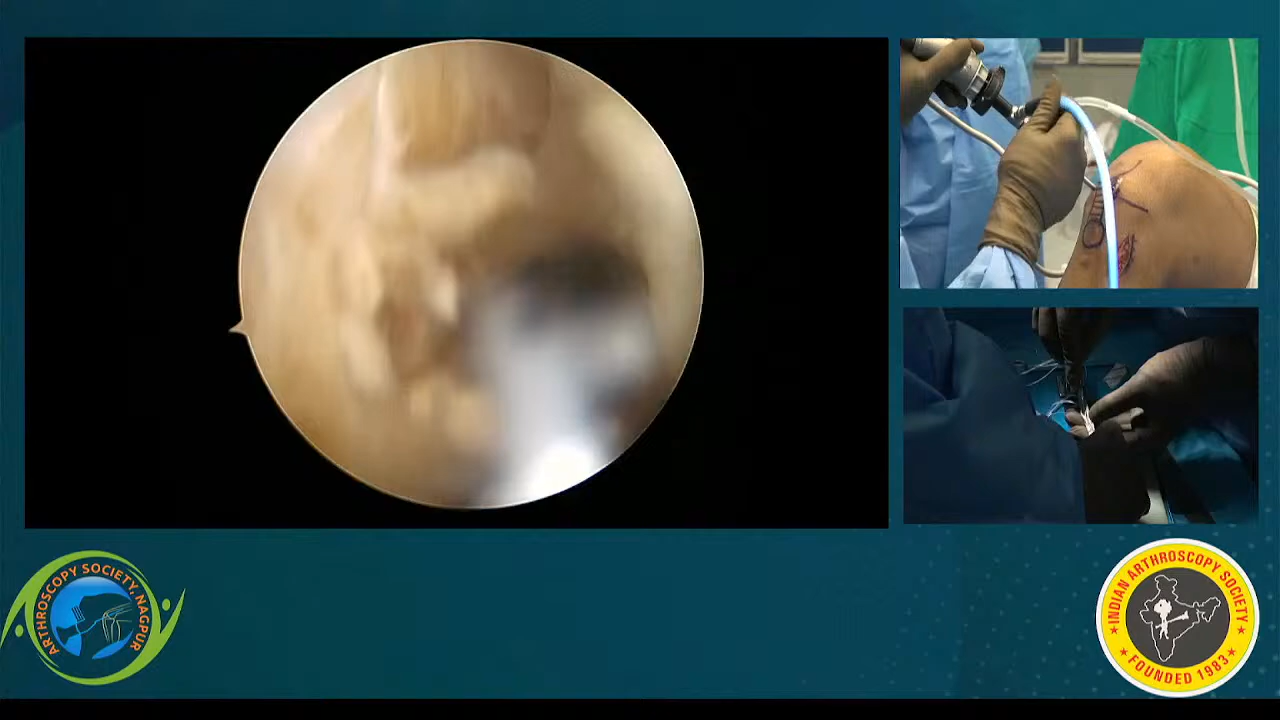 ARTHROSCOPY SOCIETY, NAGPUR
INDIAN ARTHROSCOPY SOCIETY
★ FOUNDED 1983 ★